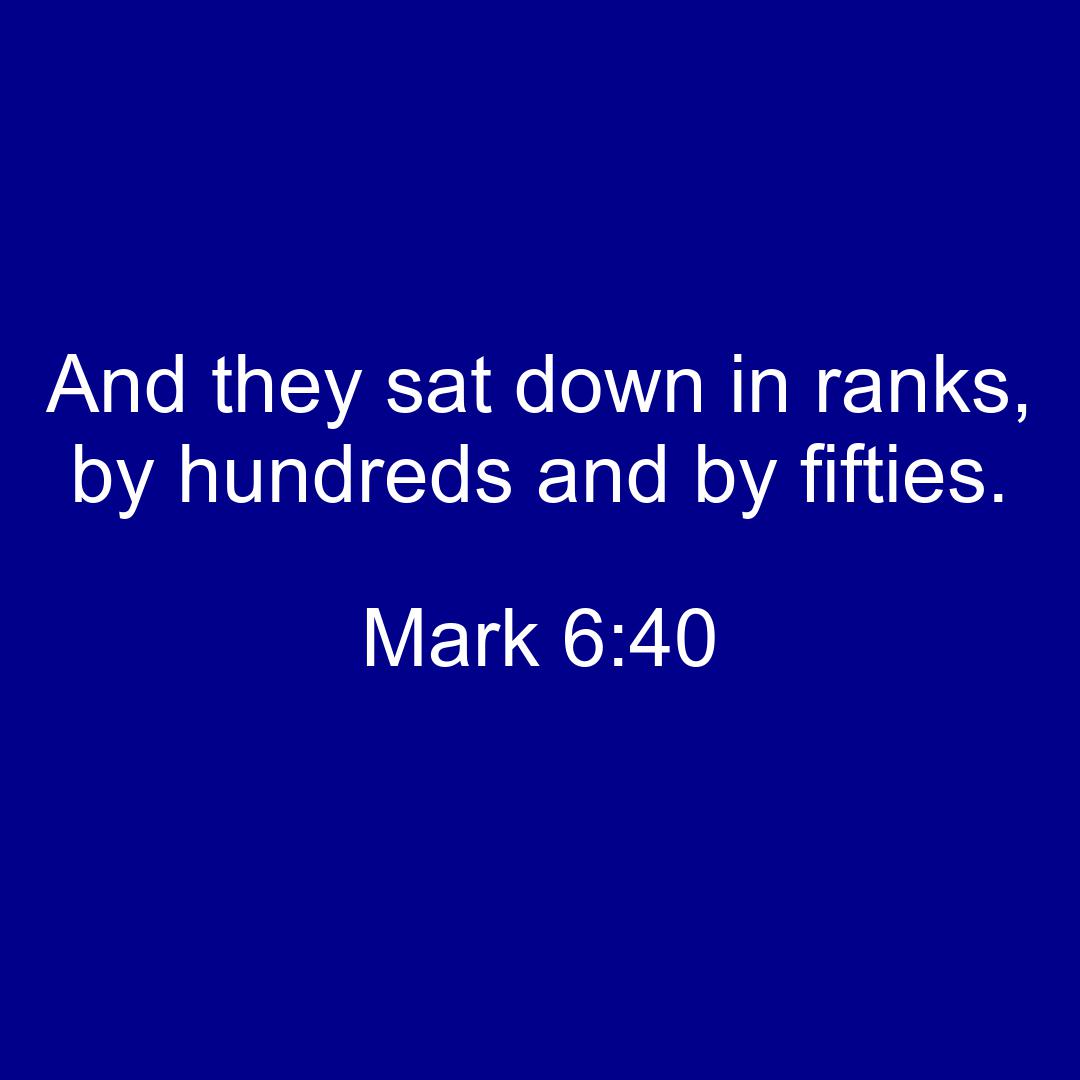 And they sat down in ranks,
by hundreds and by fifties.
Mark 6:40